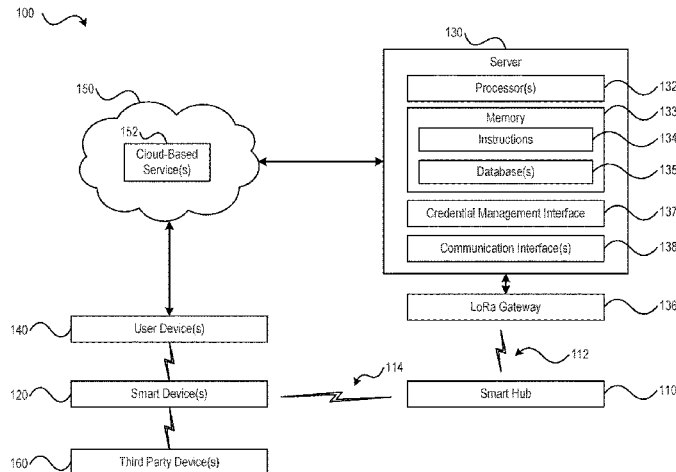 100
130
Server
150
Processor(s)
132
Memory
133
152
Instructions
134
Cloud-Based
Service(s)
Database(s)
135
Credential Management Interface
137
Communication Interface(s)
138
LoRa Gateway
136
140
User Device(s)
112
114
120
Smart Device(s)
Smart Hub
110
160
Third Party Device(s)